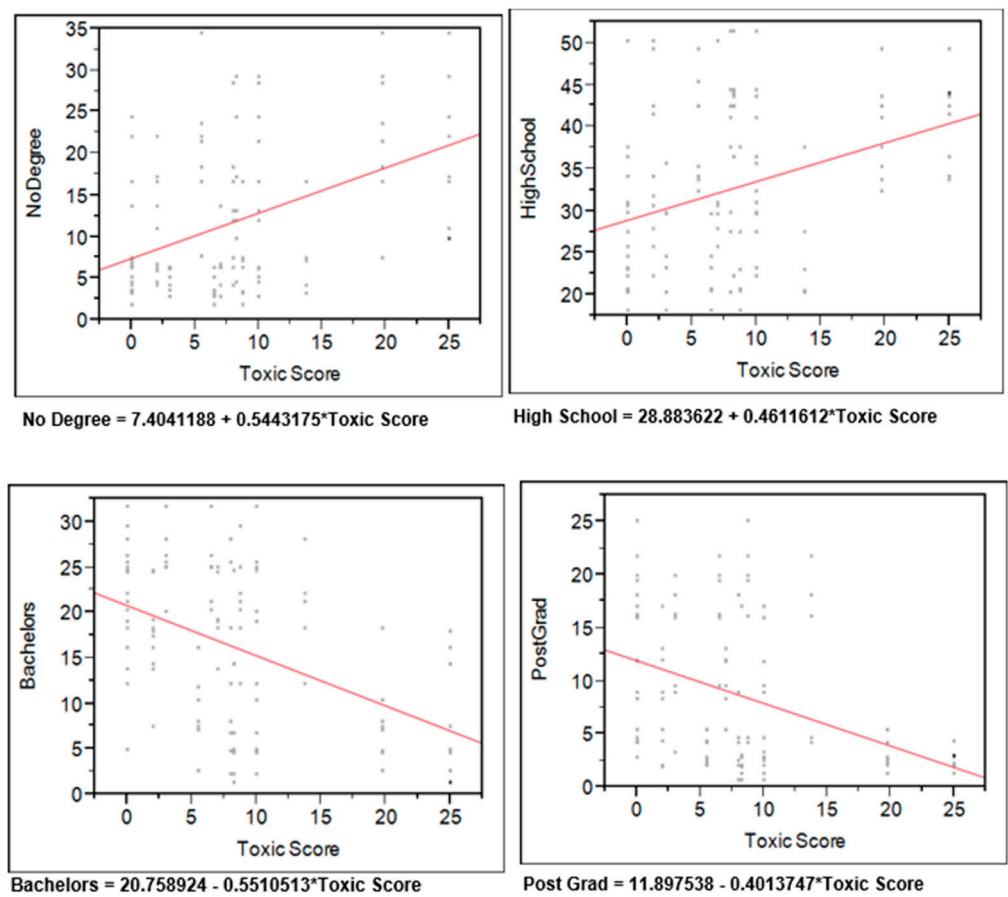 NoDegree
35
30
25
20
15
10
5
0
0 5 10 15 20 25
Toxic Score
No Degree = 7.4041188 + 0.5443175*Toxic Score
HighSchool
50
45
40
35
30
25
20
0 5 10 15 20 25
Toxic Score
High School = 28.883622 + 0.4611612*Toxic Score
Bachelors
30
25
20
15
10
5
0
0 5 10 15 20 25
Toxic Score
Bachelors = 20.758924 - 0.5510513*Toxic Score
PostGrad
25
20
15
10
5
0
0 5 10 15 20 25
Toxic Score
Post Grad = 11.897538 - 0.4013747*Toxic Score